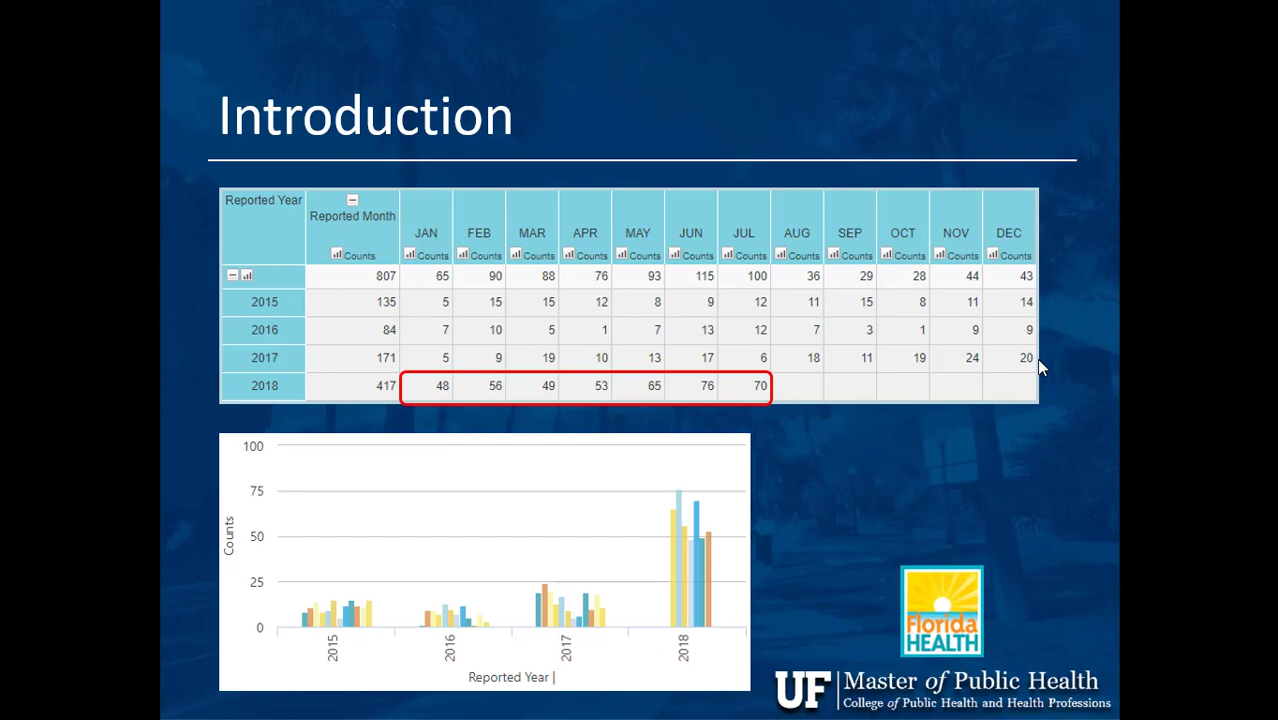 Introduction
Reported Year Reported Month JAN FEB MAR APR MAY JUN JUL AUG SEP OCT NOV DEC
Counts Counts Counts Counts Counts Counts Counts Counts Counts Counts Counts Counts Counts
807 65 90 88 76 93 115 100 36 29 28 44 43
2015 135 5 15 15 12 8 9 12 11 15 8 11 14
2016 84 7 10 5 1 7 13 12 7 3 1 9 9
2017 171 5 9 19 10 13 17 6 18 11 19 24 20
2018 417 48 56 49 53 65 76 70
100
75
50
25
0
Counts
2015 2016 2017 2018
Reported Year |
Florida
HEALTH
UF Master of Public Health
College of Public Health and Health Professions